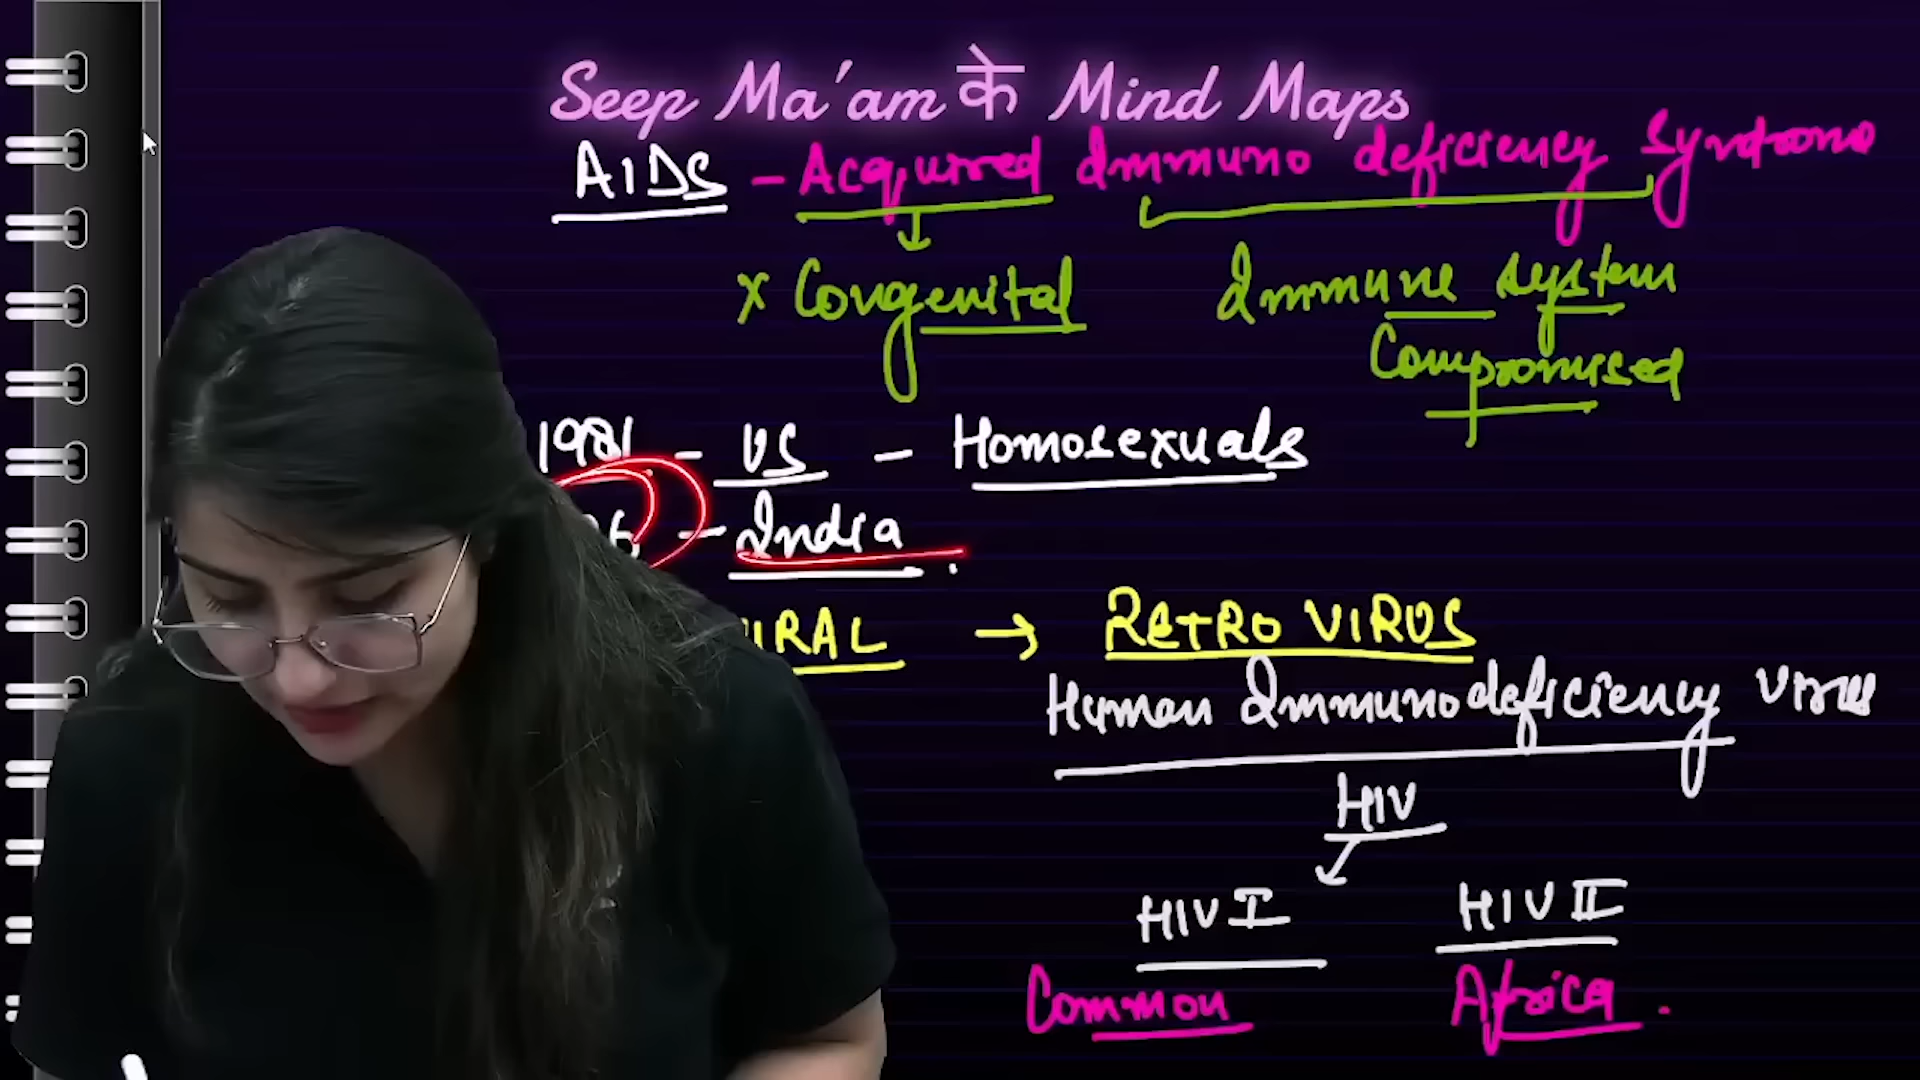 Seep Ma'am के Mind Maps
AIDS - Acquired Immuno deficiency Syndrome
x Congenital
Immune system
Compromised
1981 - US - Homosexuals
- India
→ RETRO VIRUS
Human Immunodeficiency Virus
HIV
HIV I
HIV II
Common
Africa.